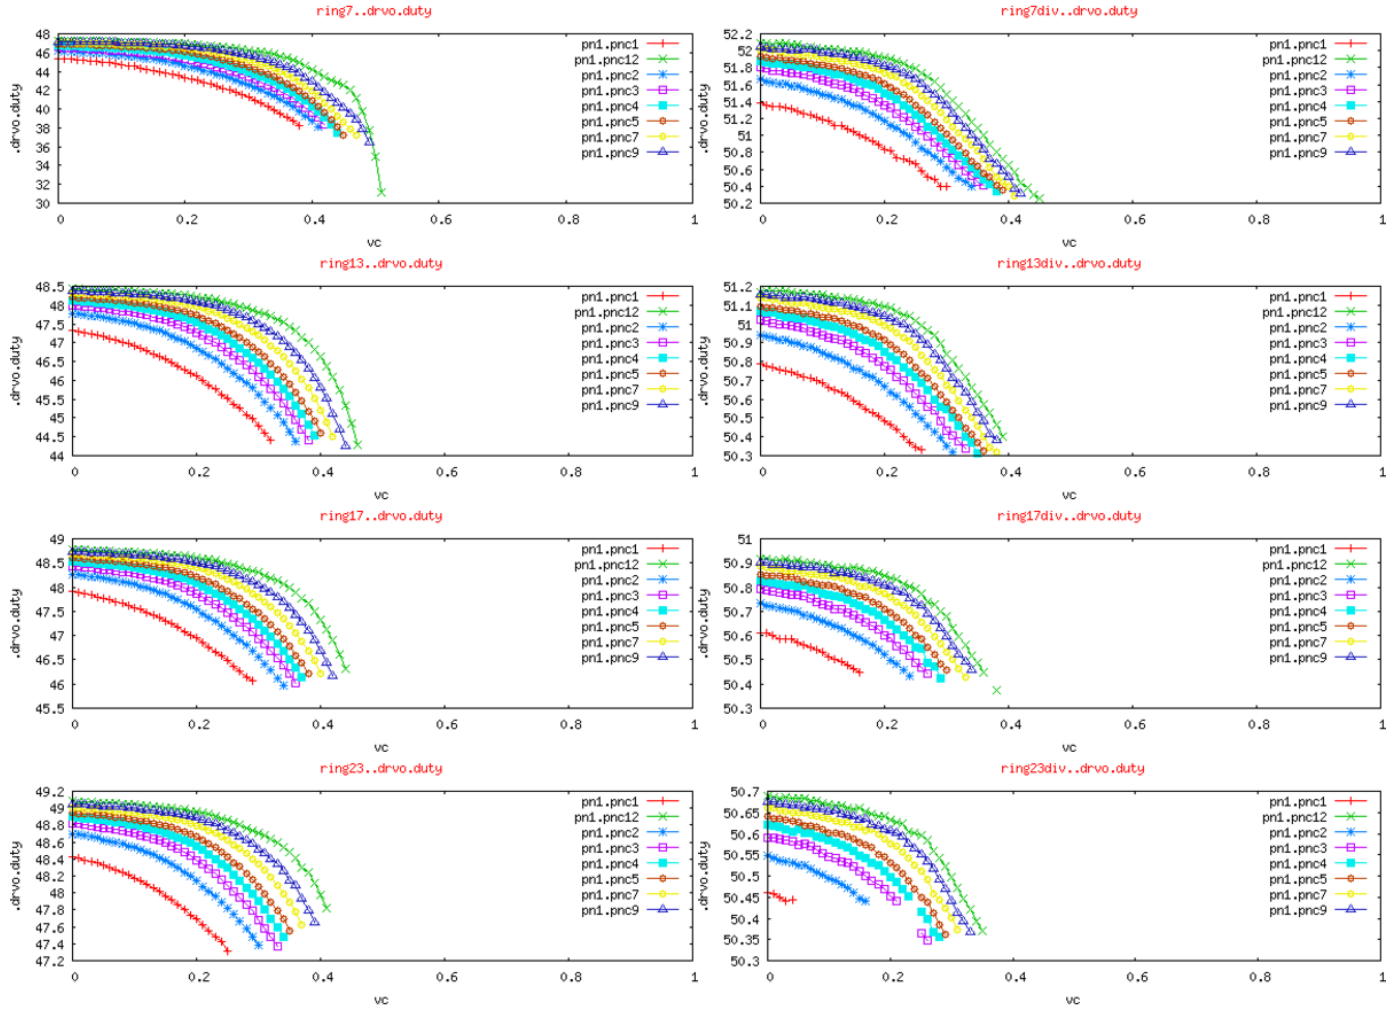 ring7..drvo.duty
.drvo.duty
48
46
44
42
40
38
36
34
32
30
pn1.pnc1
pn1.pnc12
pn1.pnc2
pn1.pnc3
pn1.pnc4
pn1.pnc5
pn1.pnc7
pn1.pnc9
0 0.2 0.4 0.6 0.8 1
vc
ring7div..drvo.duty
.drvo.duty
52.2
52
51.8
51.6
51.4
51.2
51
50.8
50.6
50.4
50.2
pn1.pnc1
pn1.pnc12
pn1.pnc2
pn1.pnc3
pn1.pnc4
pn1.pnc5
pn1.pnc7
pn1.pnc9
0 0.2 0.4 0.6 0.8 1
vc
ring13..drvo.duty
.drvo.duty
48.5
48
47.5
47
46.5
46
45.5
45
44.5
44
pn1.pnc1
pn1.pnc12
pn1.pnc2
pn1.pnc3
pn1.pnc4
pn1.pnc5
pn1.pnc7
pn1.pnc9
0 0.2 0.4 0.6 0.8 1
vc
ring13div..drvo.duty
.drvo.duty
51.2
51.1
51
50.9
50.8
50.7
50.6
50.5
50.4
50.3
pn1.pnc1
pn1.pnc12
pn1.pnc2
pn1.pnc3
pn1.pnc4
pn1.pnc5
pn1.pnc7
pn1.pnc9
0 0.2 0.4 0.6 0.8 1
vc
ring17..drvo.duty
.drvo.duty
49
48.5
48
47.5
47
46.5
46
45.5
pn1.pnc1
pn1.pnc12
pn1.pnc2
pn1.pnc3
pn1.pnc4
pn1.pnc5
pn1.pnc7
pn1.pnc9
0 0.2 0.4 0.6 0.8 1
vc
ring17div..drvo.duty
.drvo.duty
51
50.9
50.8
50.7
50.6
50.5
50.4
50.3
pn1.pnc1
pn1.pnc12
pn1.pnc2
pn1.pnc3
pn1.pnc4
pn1.pnc5
pn1.pnc7
pn1.pnc9
0 0.2 0.4 0.6 0.8 1
vc
ring23..drvo.duty
.drvo.duty
49.2
49
48.8
48.6
48.4
48.2
48
47.8
47.6
47.4
47.2
pn1.pnc1
pn1.pnc12
pn1.pnc2
pn1.pnc3
pn1.pnc4
pn1.pnc5
pn1.pnc7
pn1.pnc9
0 0.2 0.4 0.6 0.8 1
vc
ring23div..drvo.duty
.drvo.duty
50.7
50.65
50.6
50.55
50.5
50.45
50.4
50.35
50.3
pn1.pnc1
pn1.pnc12
pn1.pnc2
pn1.pnc3
pn1.pnc4
pn1.pnc5
pn1.pnc7
pn1.pnc9
0 0.2 0.4 0.6 0.8 1
vc